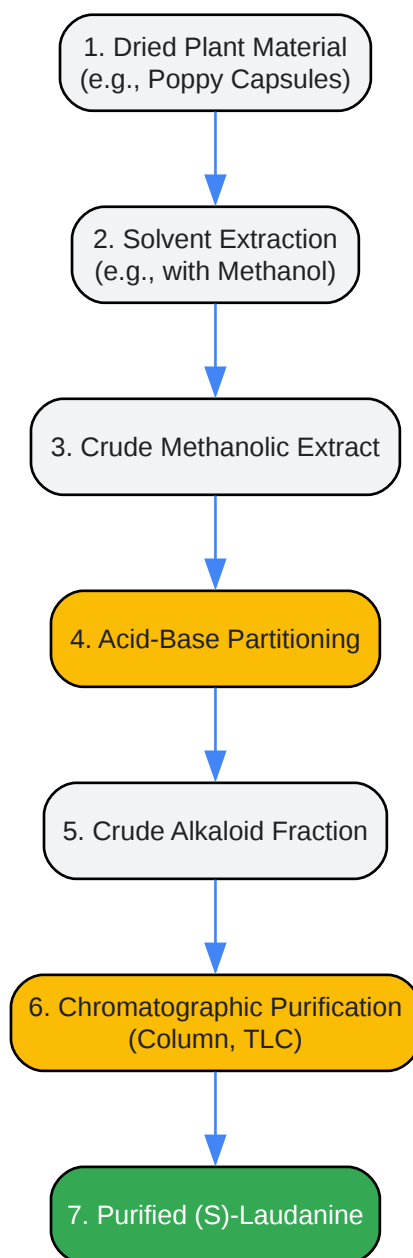 1. Dried Plant Material
(e.g., Poppy Capsules)
2. Solvent Extraction
(e.g., with Methanol)
3. Crude Methanolic Extract
4. Acid-Base Partitioning
5. Crude Alkaloid Fraction
6. Chromatographic Purification
(Column, TLC)
7. Purified (S)-Laudanine